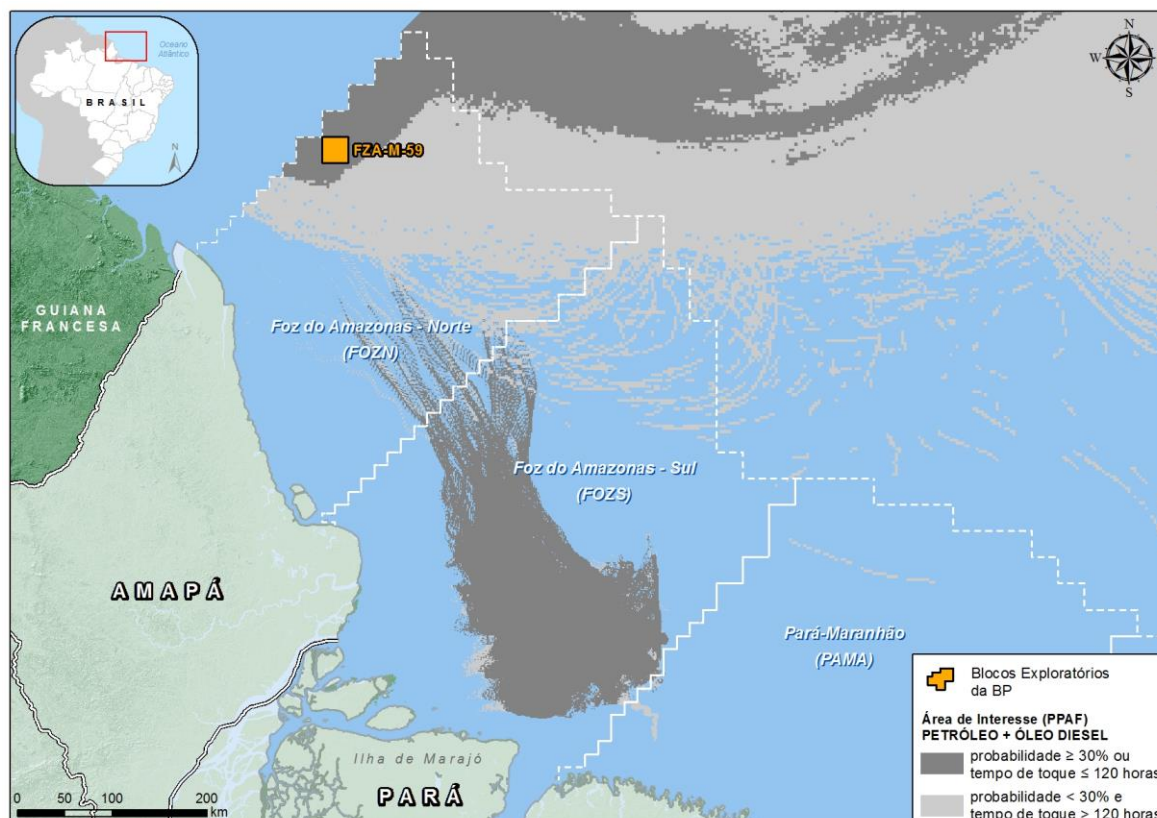 Oceano
Atlântico
BRASIL
N
N
W
E
S
FZA-M-59
GUIANA
FRANCESA
Foz do Amazonas - Norte
(FOZN)
Foz do Amazonas - Sul
(FOZS)
AMAPÁ
Pará-Maranhão
(PAMA)
Ilha de Marajó
PARÁ
0 50 100 200
km
Blocos Exploratórios
da BP
Área de Interesse (PPAF)
PETRÓLEO + ÓLEO DIESEL
probabilidade ≥ 30% ou
tempo de toque ≤ 120 horas
probabilidade < 30% e
tempo de toque > 120 horas